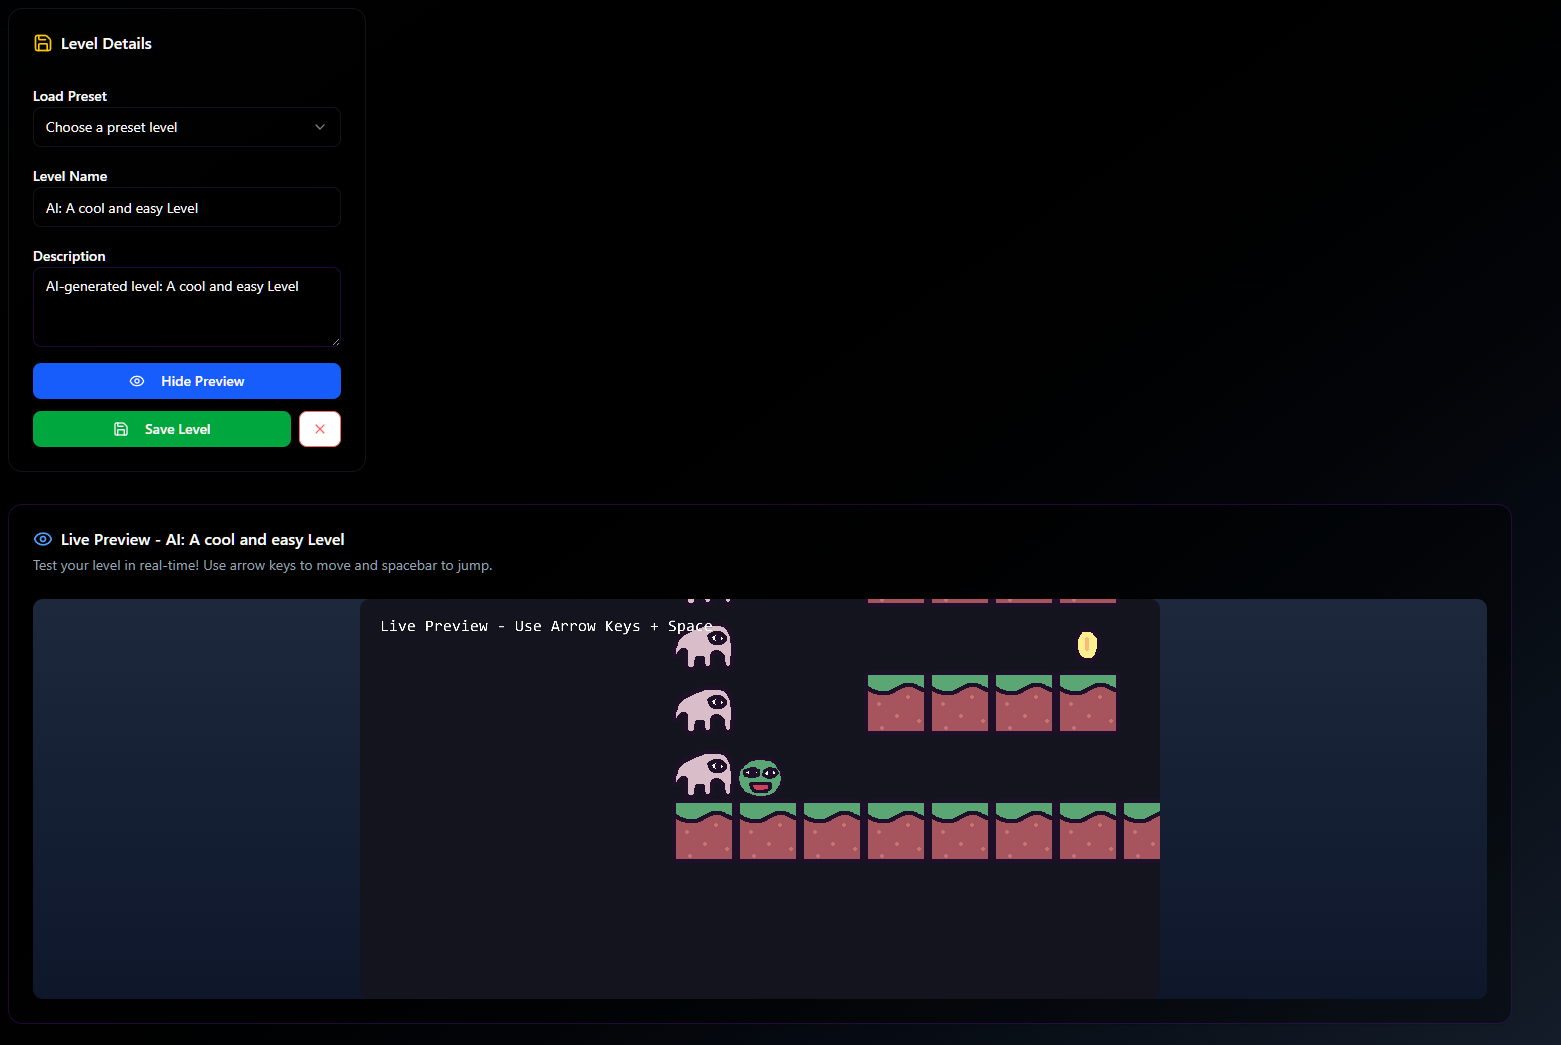 Level Details
Load Preset
Choose a preset level
Level Name
AI: A cool and easy Level
Description
AI-generated level: A cool and easy Level
Hide Preview
Save Level
Live Preview - AI: A cool and easy Level
Test your level in real-time! Use arrow keys to move and spacebar to jump.
Live Preview - Use Arrow Keys + Space